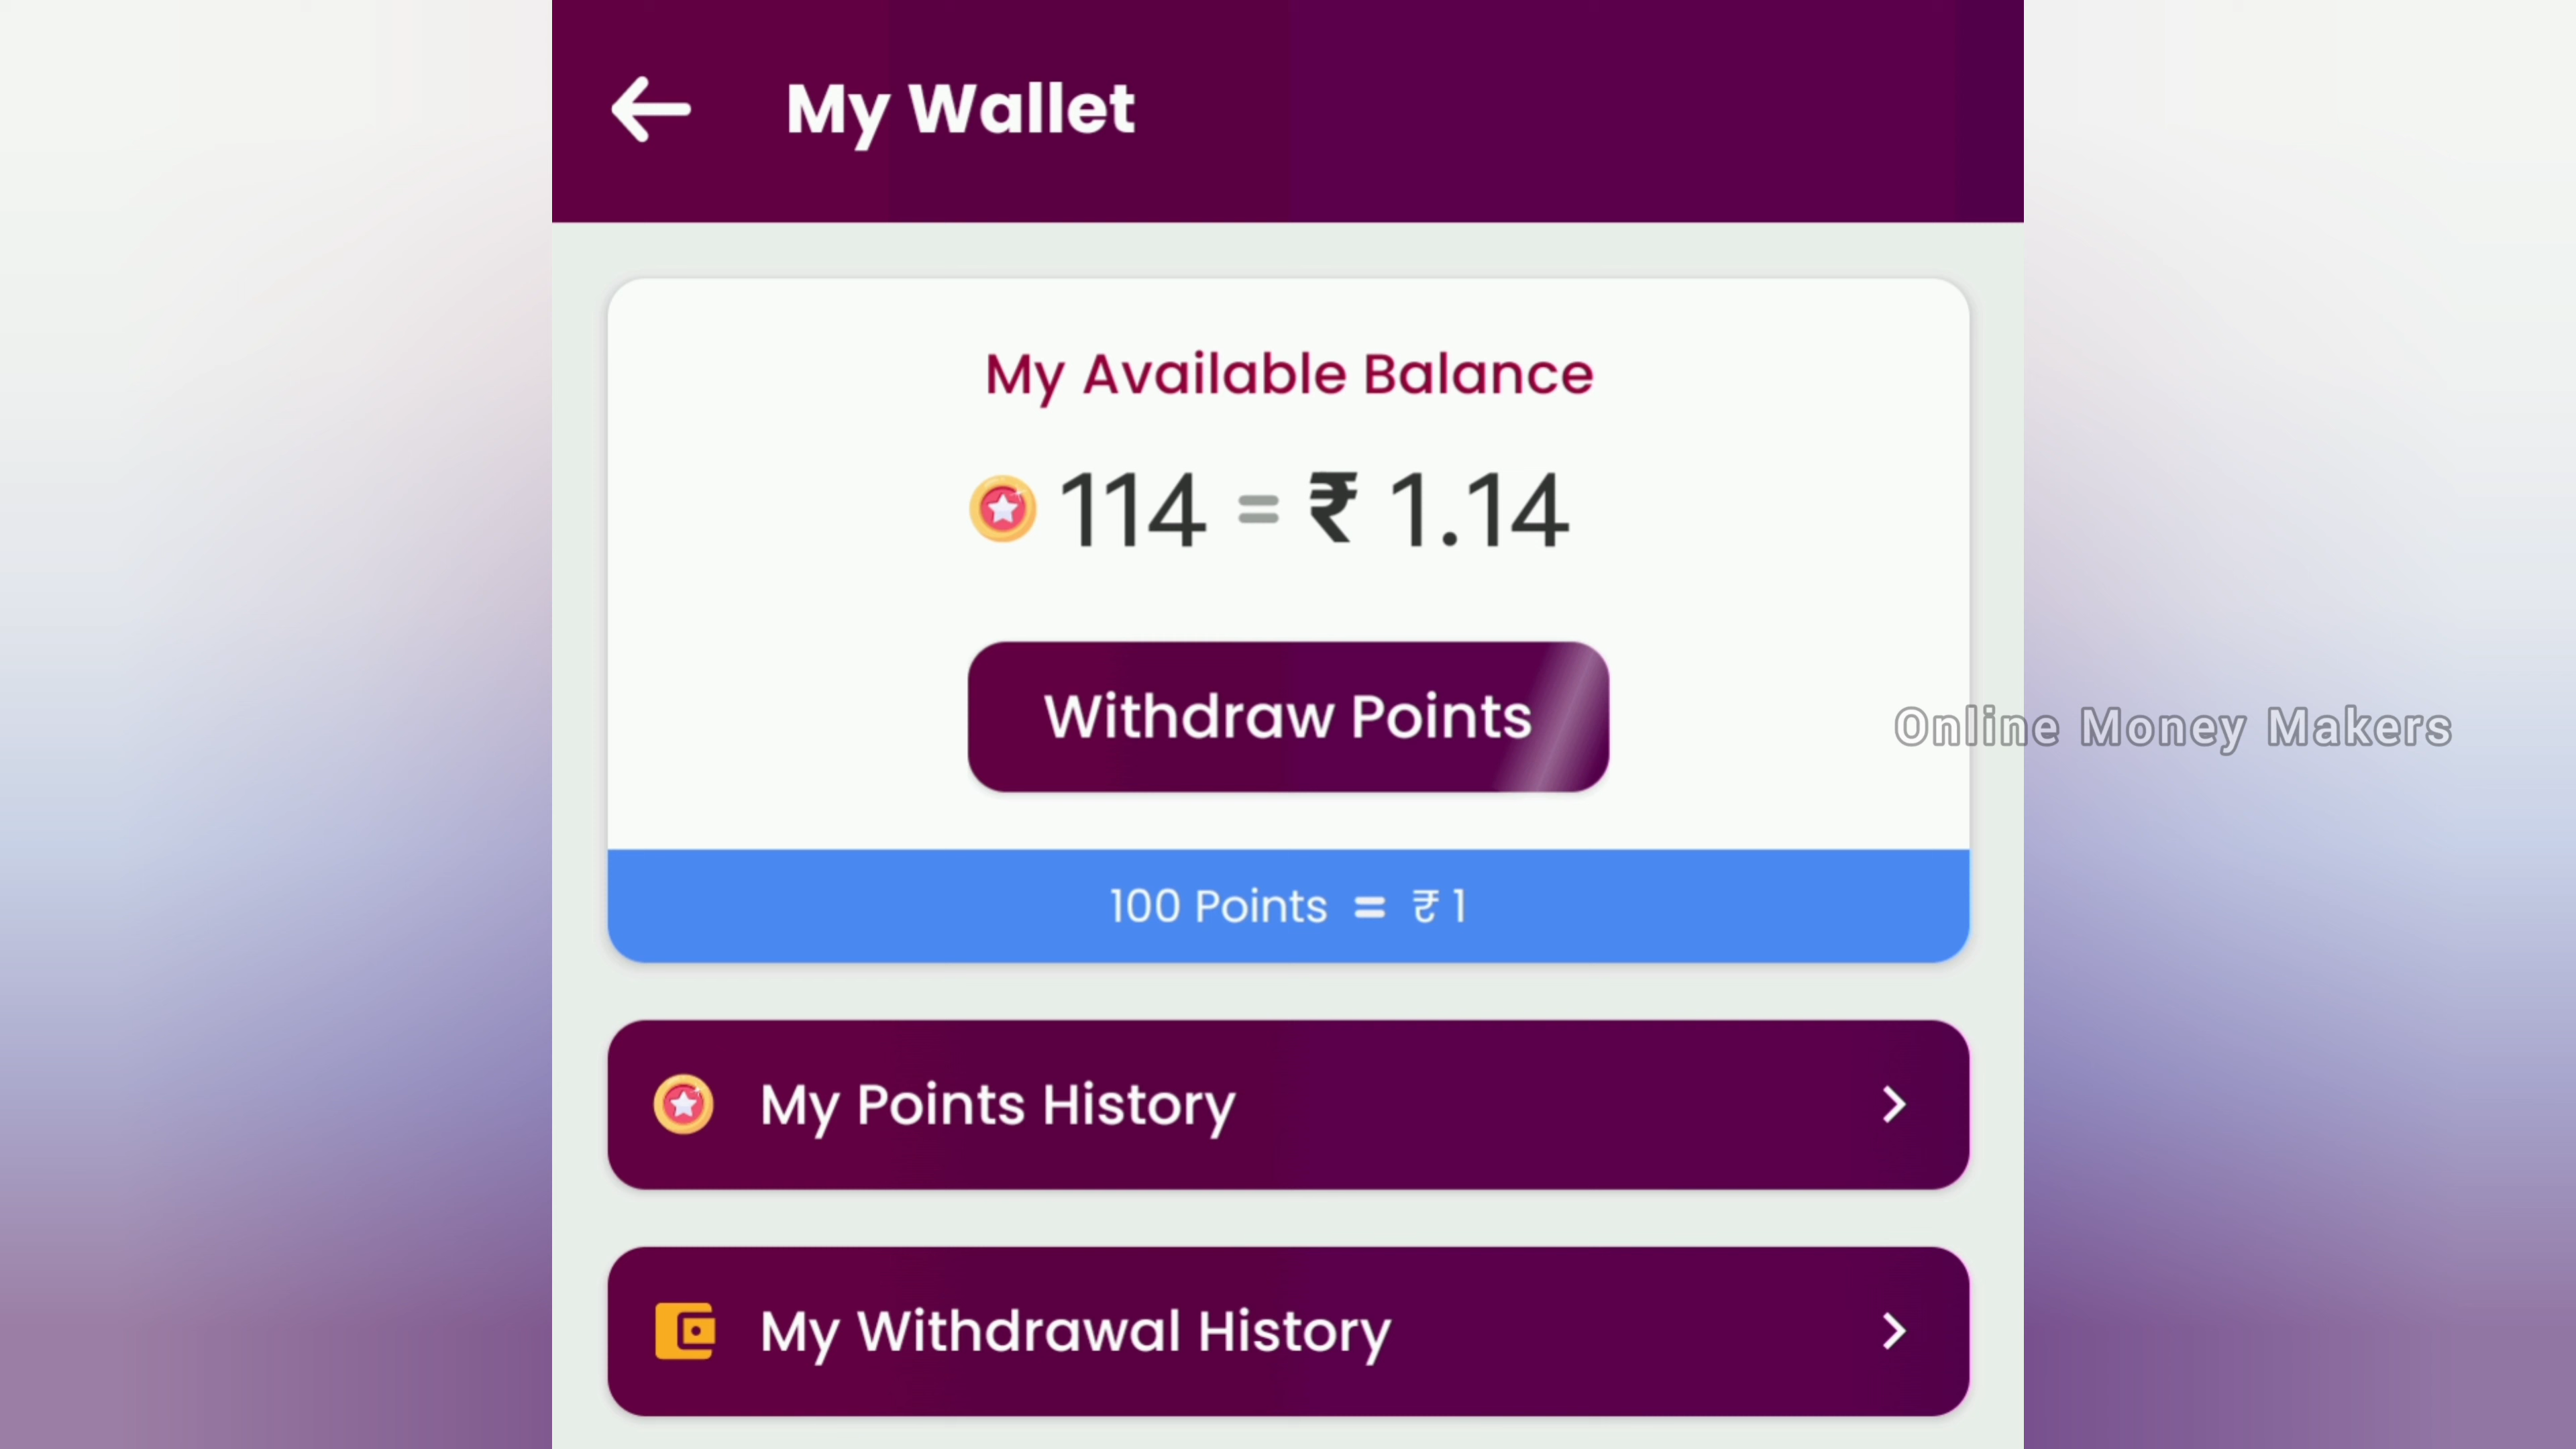 My Wallet
My Available Balance
114 = ₹ 1.14
Withdraw Points
Online Money Makers
100 Points = ₹ 1
My Points History
My Withdrawal History